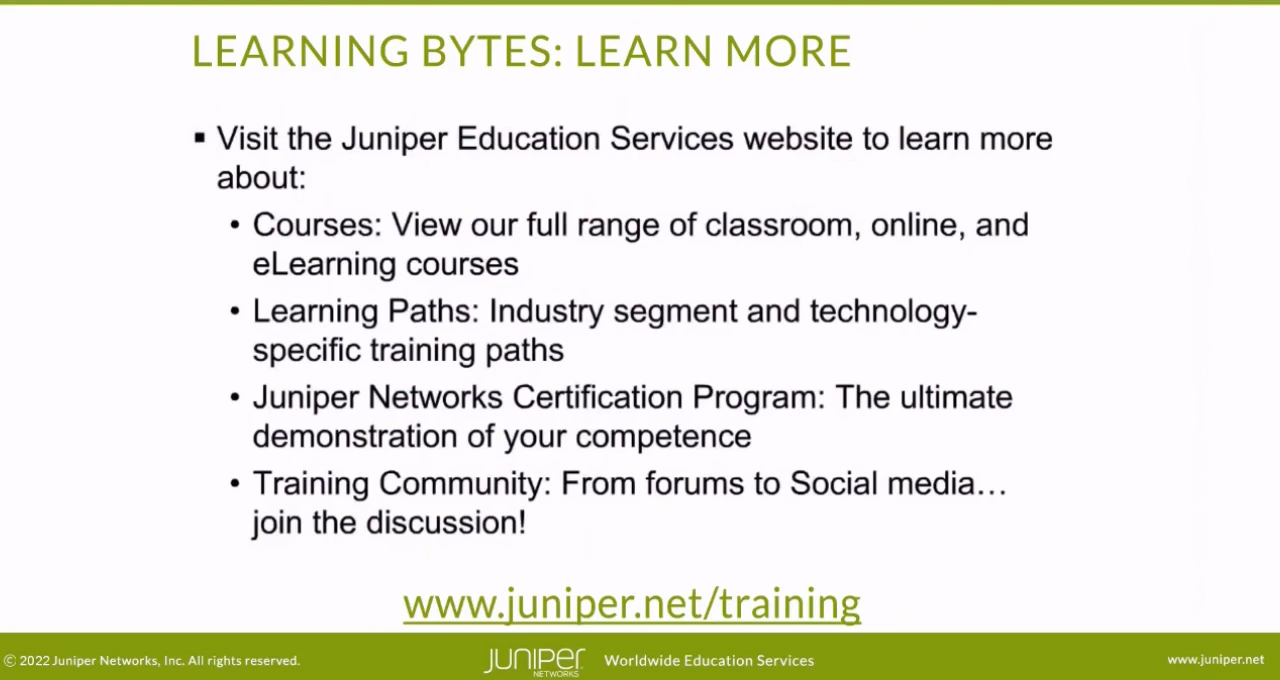 LEARNING BYTES: LEARN MORE
▪ Visit the Juniper Education Services website to learn more
about:
• Courses: View our full range of classroom, online, and
eLearning courses
• Learning Paths: Industry segment and technology-
specific training paths
• Juniper Networks Certification Program: The ultimate
demonstration of your competence
• Training Community: From forums to Social media…
join the discussion!
www.juniper.net/training
© 2022 Juniper Networks, Inc. All rights reserved.
JUNIPER
NETWORKS
Worldwide Education Services
www.juniper.net